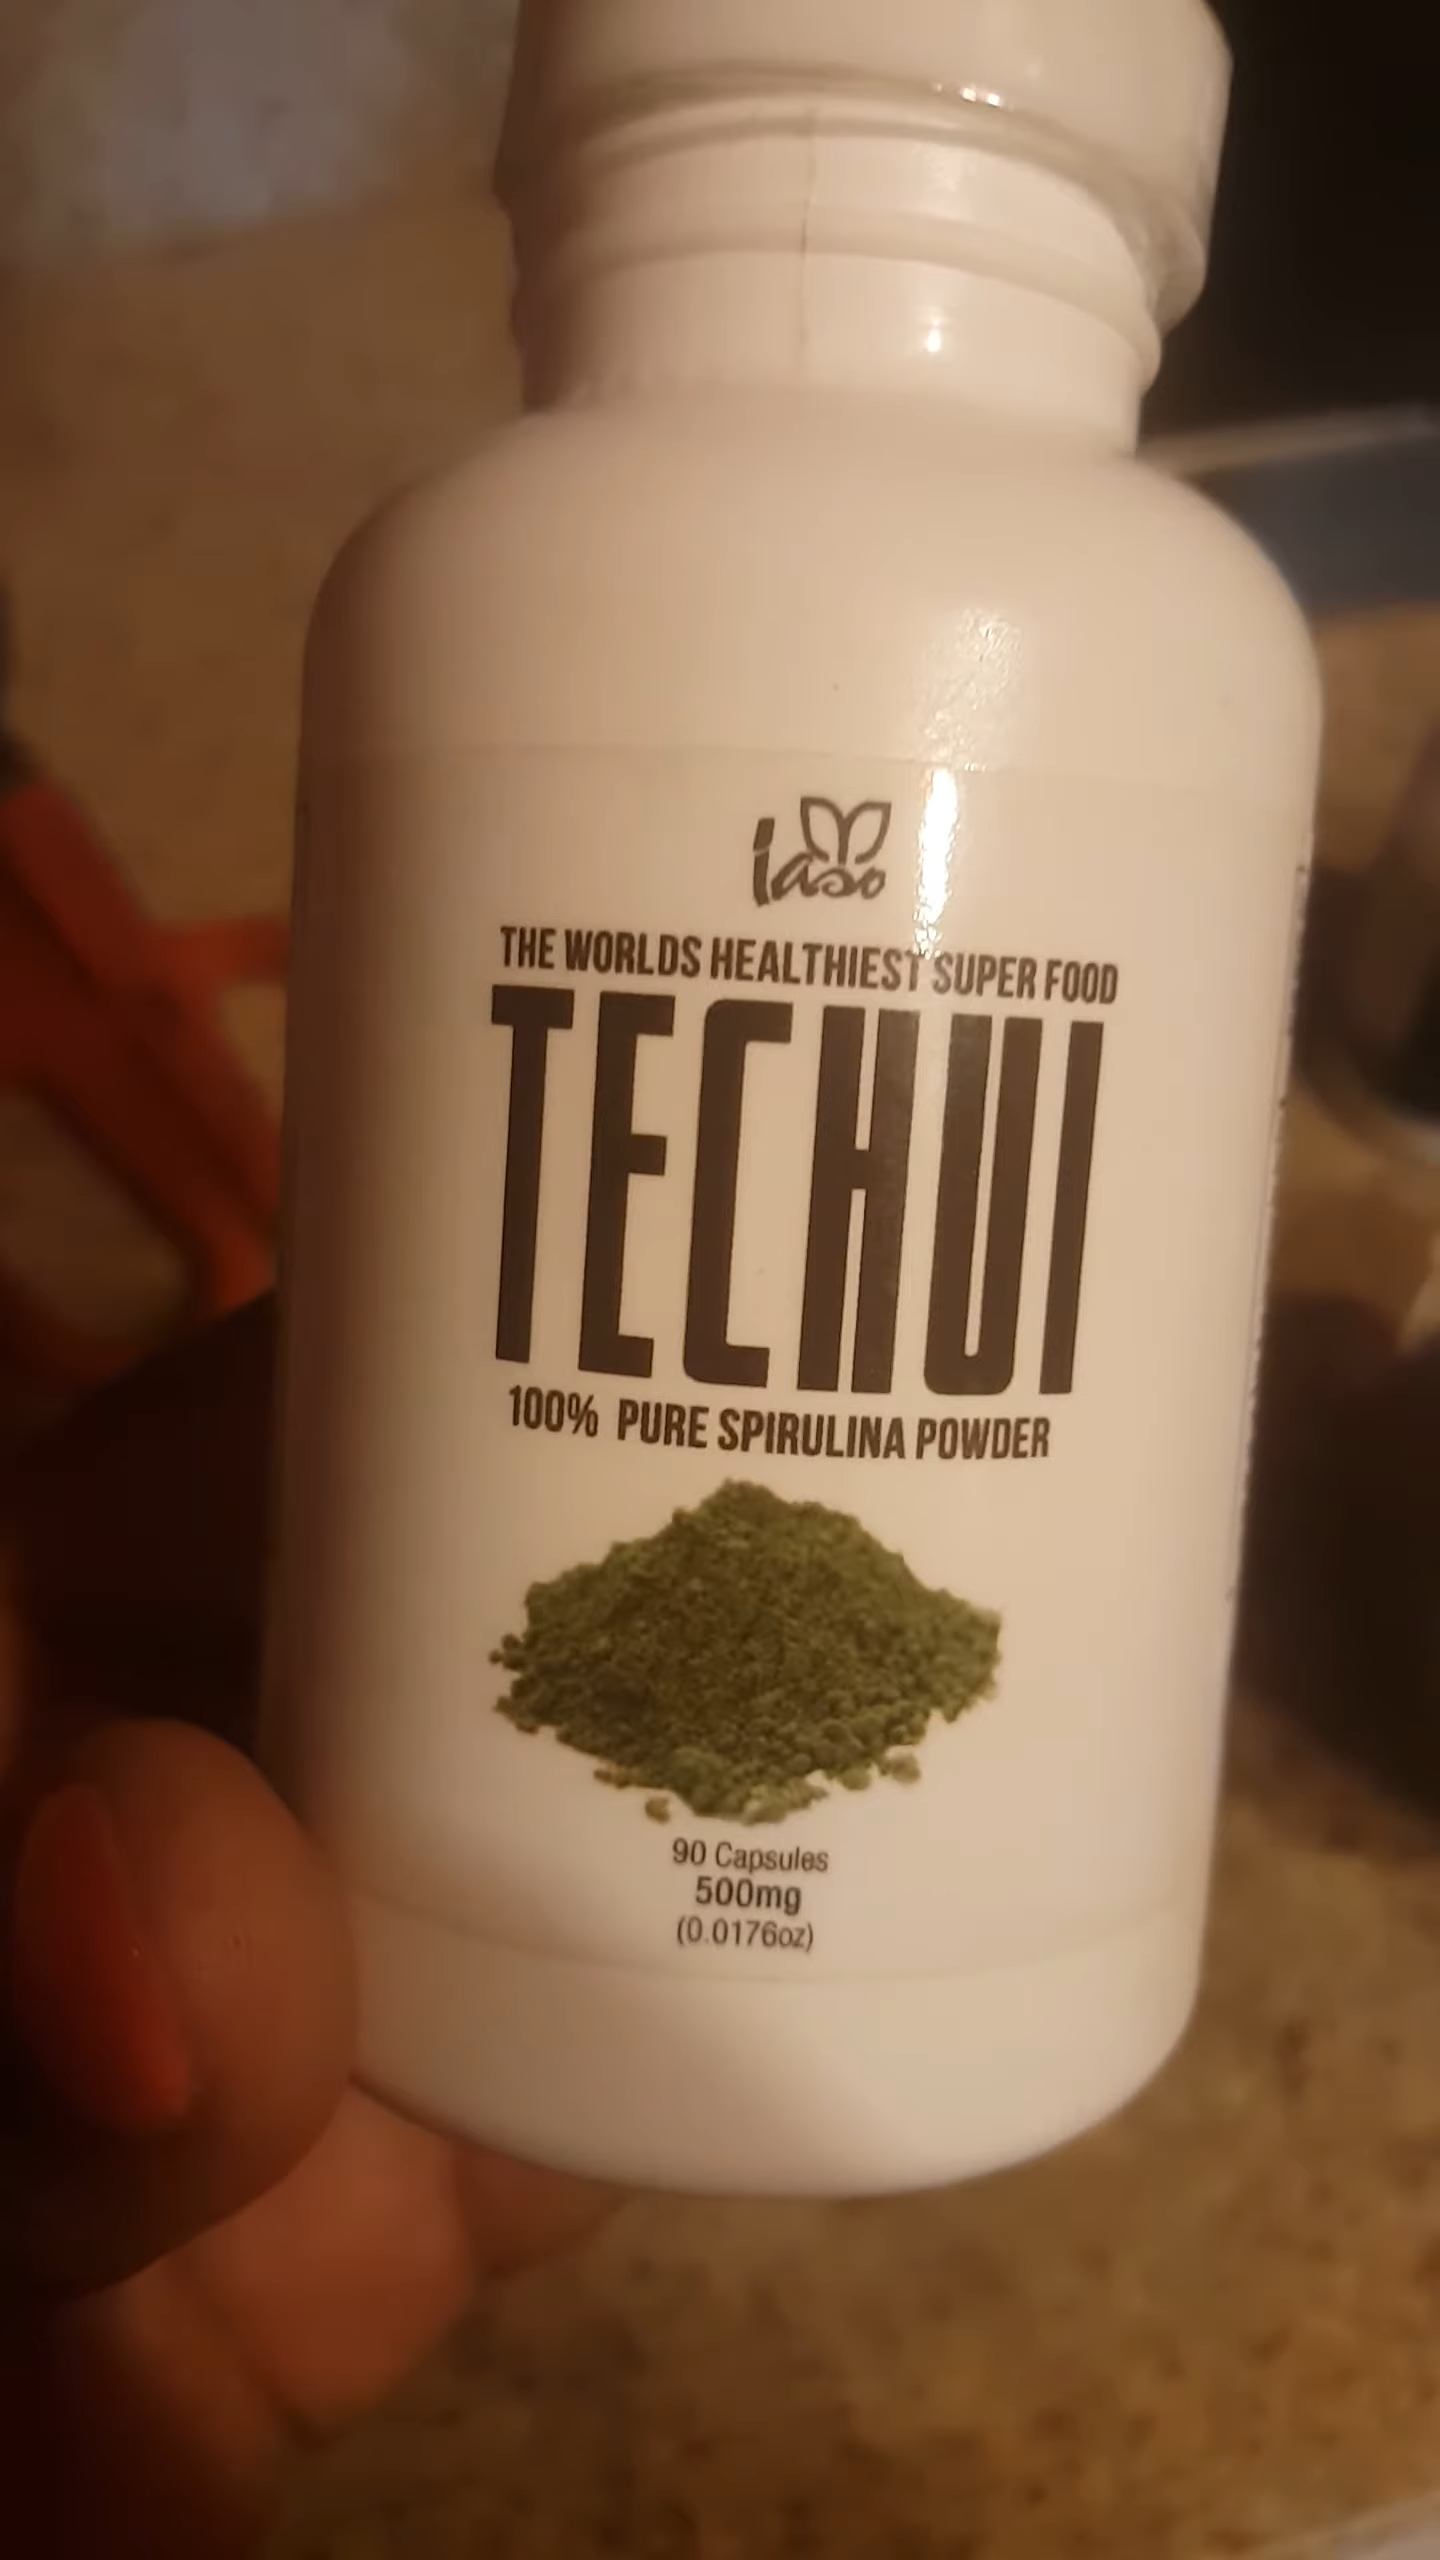 iaso
THE WORLDS HEALTHIEST SUPER FOOD
TECHUI
100% PURE SPIRULINA POWDER
90 Capsules
500mg
(0.0176oz)